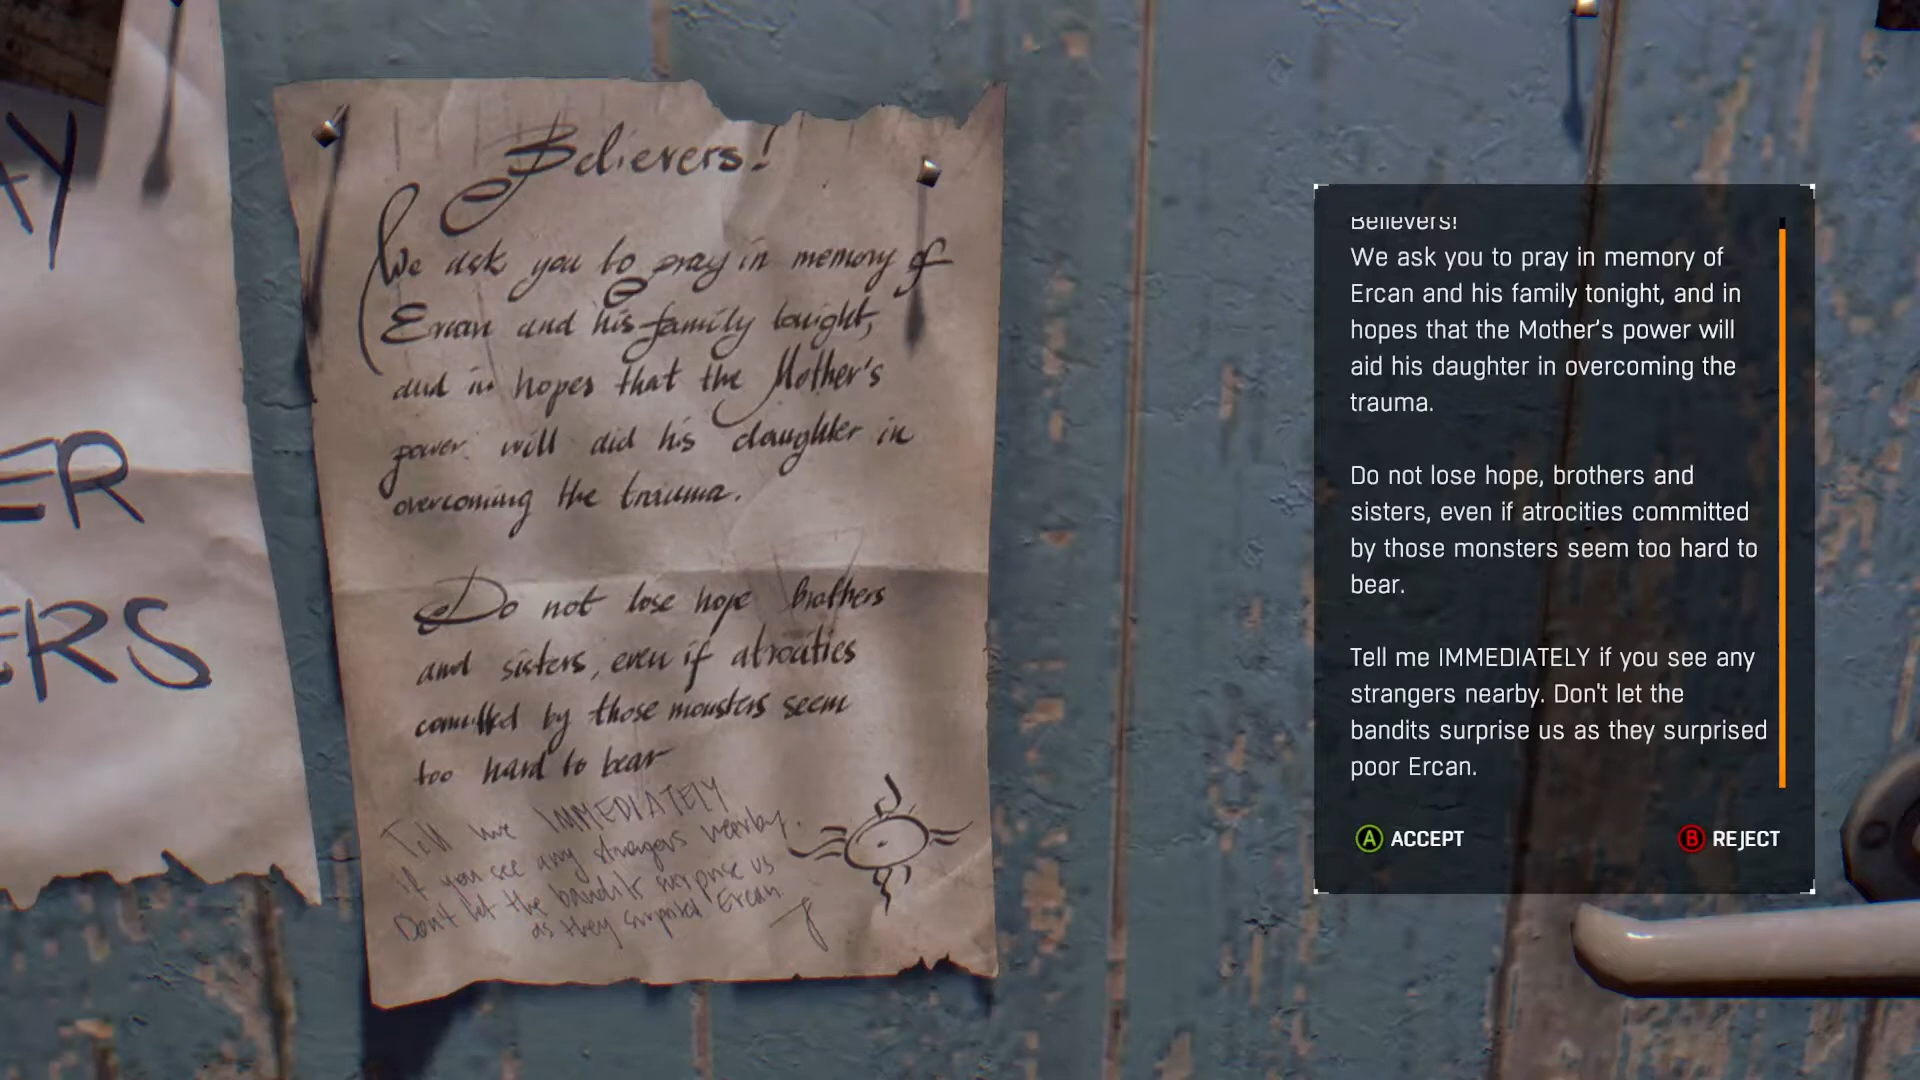 AY
ER
ERS
Believers!
We ask you to pray in memory of
Ercan and his family tonight,
and in hopes that the Mother's
power will aid his daughter in
overcoming the trauma.
Do not lose hope brothers
and sisters, even if atrocities
committed by those monsters seem
too hard to bear
Tell me IMMEDIATELY
if you see any strangers nearby.
Don't let the bandits surprise us
as they surprised Ercan.
Believers!
We ask you to pray in memory of
Ercan and his family tonight, and in
hopes that the Mother's power will
aid his daughter in overcoming the
trauma.
Do not lose hope, brothers and
sisters, even if atrocities committed
by those monsters seem too hard to
bear.
Tell me IMMEDIATELY if you see any
strangers nearby. Don't let the
bandits surprise us as they surprised
poor Ercan.
A ACCEPT
B REJECT